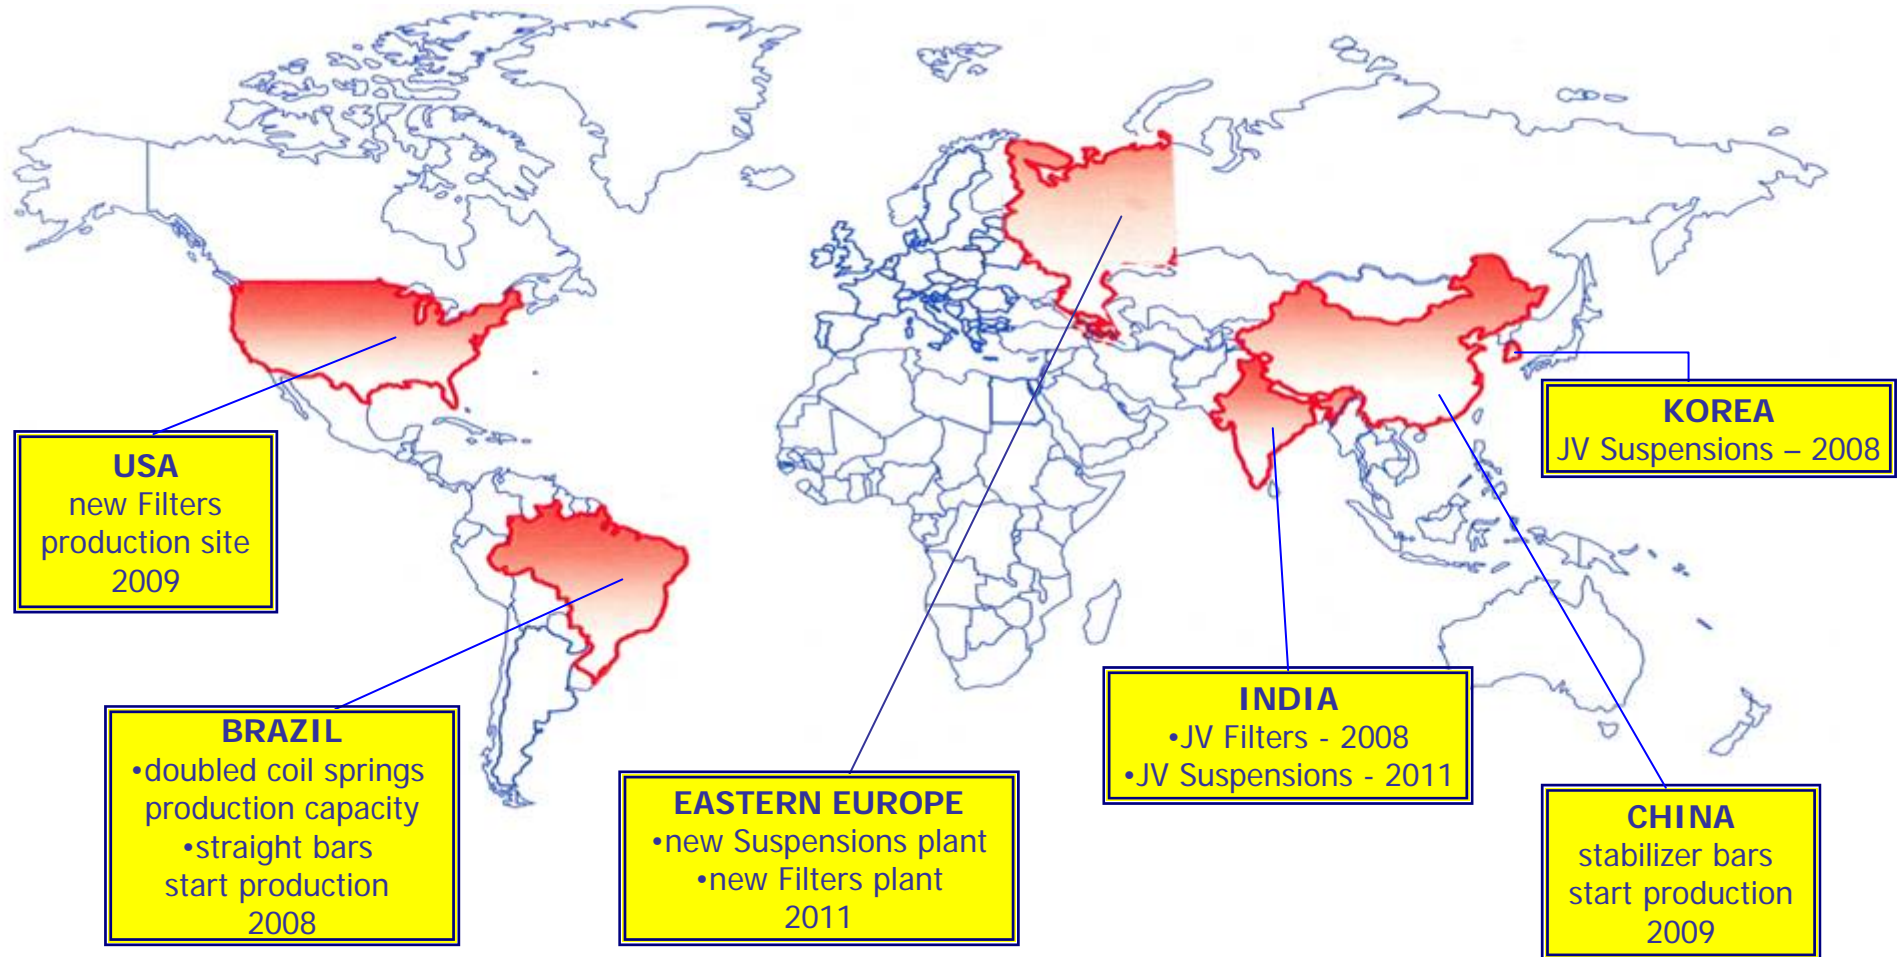 USA
new Filters
production site
2009
BRAZIL
•doubled coil springs
production capacity
•straight bars
start production
2008
EASTERN EUROPE
•new Suspensions plant
•new Filters plant
2011
INDIA
•JV Filters - 2008
•JV Suspensions - 2011
KOREA
JV Suspensions – 2008
CHINA
stabilizer bars
start production
2009